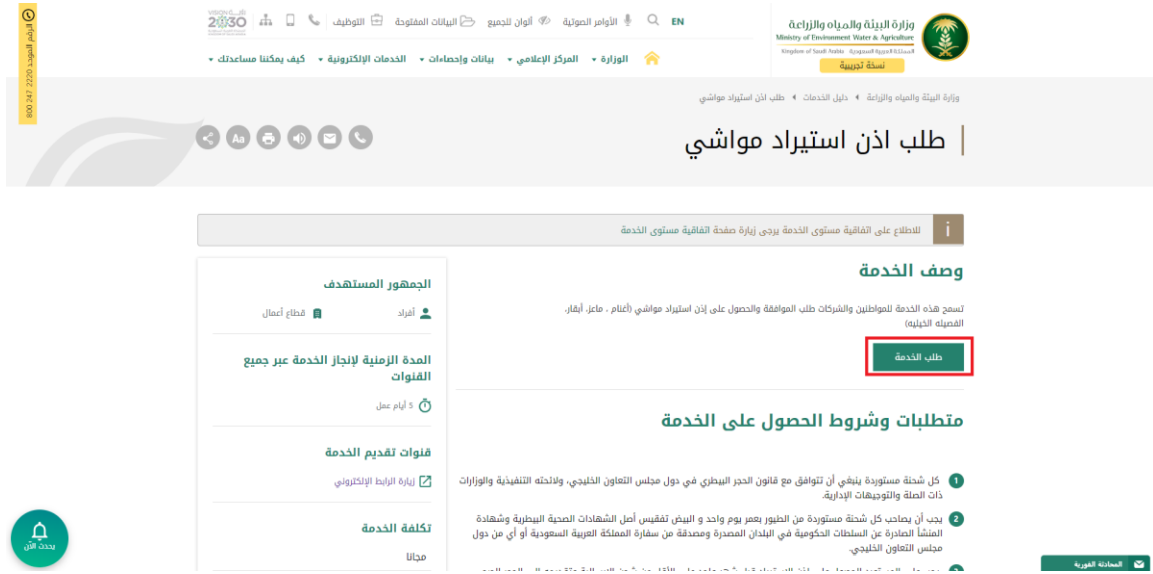 EN
الأوامر الصوتية
ألوان للجميع
البيانات المفتوحة
التوظيف
2030
وزارة البيئة والمياه والزراعة
Ministry of Environment Water & Agriculture
Kingdom of Saudi Arabia المملكة العربية السعودية
نسخة تجريبية
الوزارة
المركز الإعلامي
بيانات وإحصاءات
الخدمات الإلكترونية
كيف يمكننا مساعدتك
الرقم الموحد 2220 247 800
وزارة البيئة والمياه والزراعة
دليل الخدمات
طلب اذن استيراد مواشي
طلب اذن استيراد مواشي
Aa
للاطلاع على اتفاقية مستوى الخدمة يرجى زيارة صفحة اتفاقية مستوى الخدمة
وصف الخدمة
تسمح هذه الخدمة للمواطنين والشركات طلب الموافقة والحصول على إذن استيراد مواشي (أغنام ، ماعز، أبقار،
الفصيله الخيليه)
طلب الخدمة
متطلبات وشروط الحصول على الخدمة
1 كل شحنة مستوردة ينبغي أن تتوافق مع قانون الحجر البيطري في دول مجلس التعاون الخليجي، ولائحته التنفيذية والوزارات
ذات الصلة والتوجيهات الإدارية.
2 يجب أن يصاحب كل شحنة مستوردة من الطيور بعمر يوم واحد و البيض تفقيس أصل الشهادات الصحية البيطرية وشهادة
المنشأ الصادرة عن السلطات الحكومية في البلدان المصدرة ومصدقة من سفارة المملكة العربية السعودية أو أي من دول
مجلس التعاون الخليجي.
الجمهور المستهدف
أفراد
قطاع أعمال
المدة الزمنية لإنجاز الخدمة عبر جميع
القنوات
5 أيام عمل
قنوات تقديم الخدمة
زيارة الرابط الإلكتروني
تكلفة الخدمة
مجانا
يحدث الآن
المحادثة الفورية